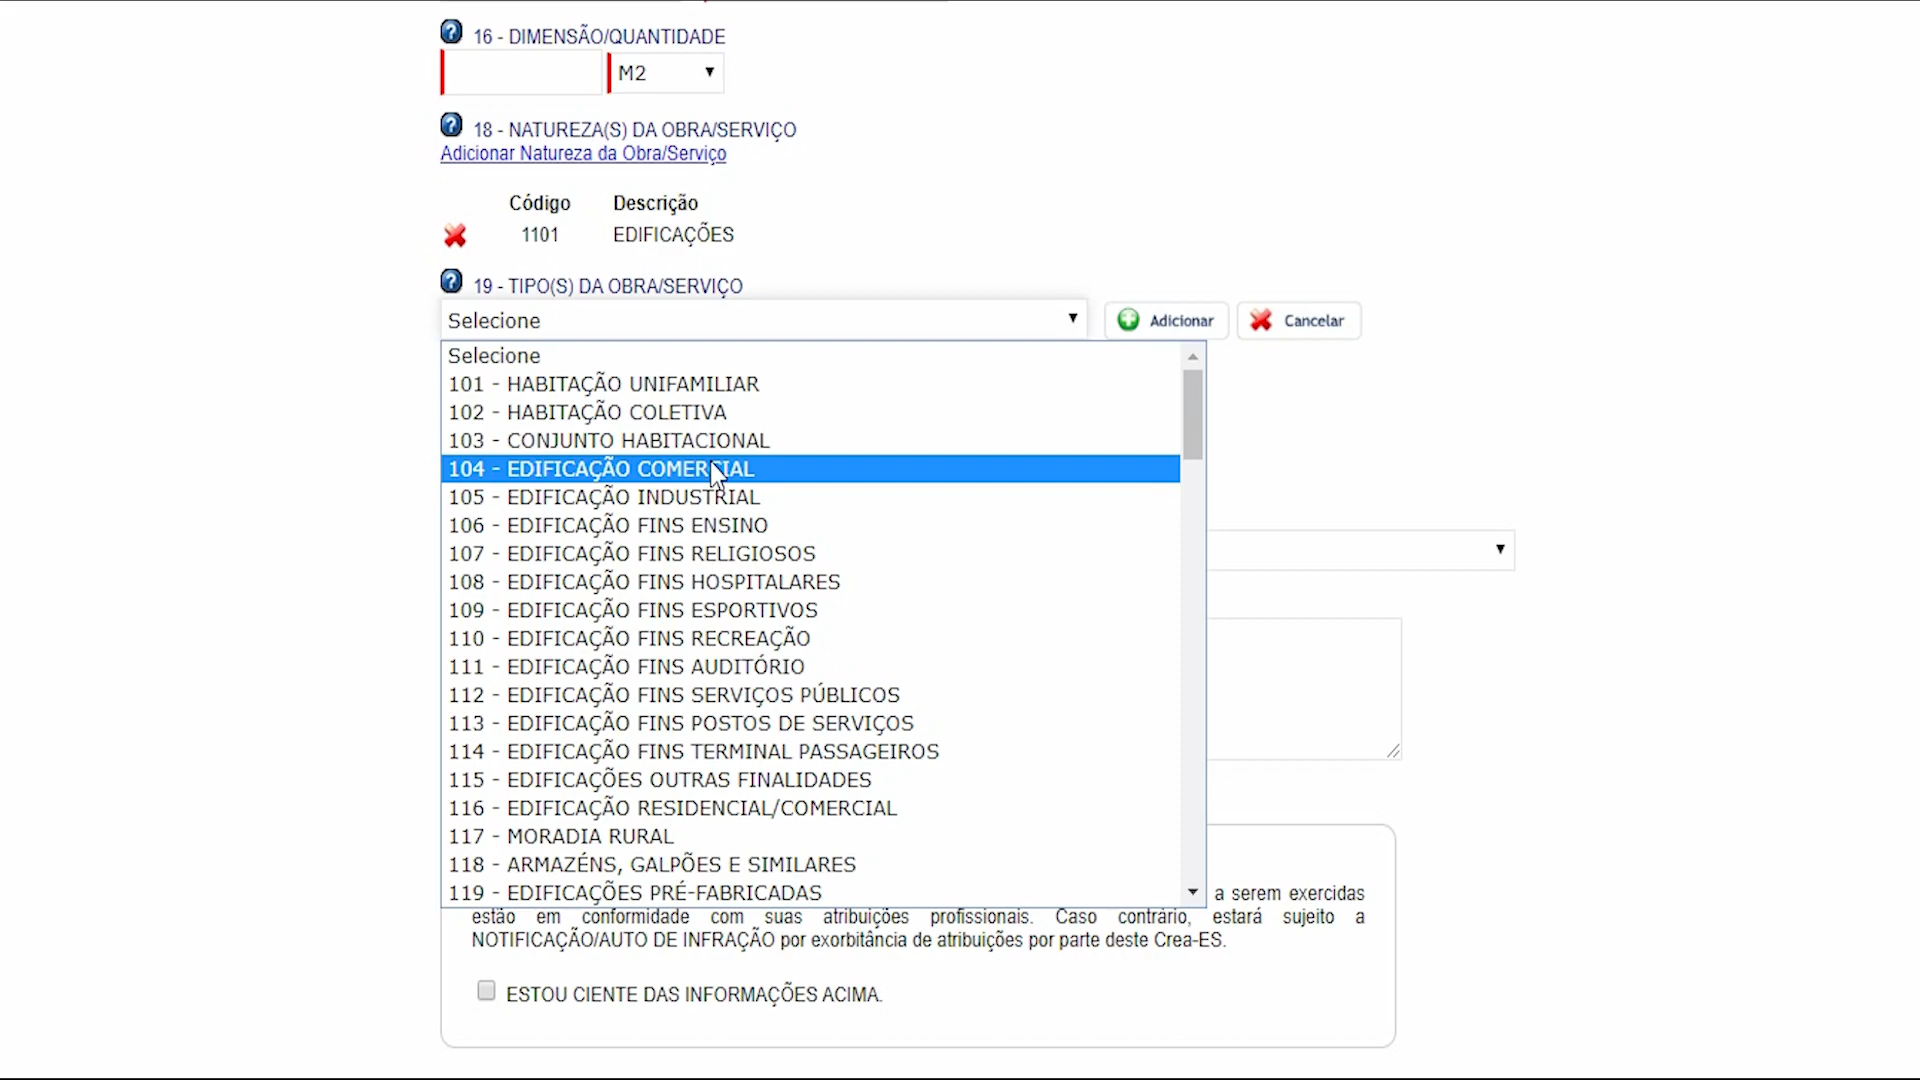 16 - DIMENSÃO/QUANTIDADE
M2
18 - NATUREZA(S) DA OBRA/SERVIÇO
Adicionar Natureza da Obra/Serviço
Código Descrição
1101 EDIFICAÇÕES
19 - TIPO(S) DA OBRA/SERVIÇO
Selecione
Adicionar
Cancelar
Selecione
101 - HABITAÇÃO UNIFAMILIAR
102 - HABITAÇÃO COLETIVA
103 - CONJUNTO HABITACIONAL
104 - EDIFICAÇÃO COMERCIAL
105 - EDIFICAÇÃO INDUSTRIAL
106 - EDIFICAÇÃO FINS ENSINO
107 - EDIFICAÇÃO FINS RELIGIOSOS
108 - EDIFICAÇÃO FINS HOSPITALARES
109 - EDIFICAÇÃO FINS ESPORTIVOS
110 - EDIFICAÇÃO FINS RECREAÇÃO
111 - EDIFICAÇÃO FINS AUDITÓRIO
112 - EDIFICAÇÃO FINS SERVIÇOS PÚBLICOS
113 - EDIFICAÇÃO FINS POSTOS DE SERVIÇOS
114 - EDIFICAÇÃO FINS TERMINAL PASSAGEIROS
115 - EDIFICAÇÕES OUTRAS FINALIDADES
116 - EDIFICAÇÃO RESIDENCIAL/COMERCIAL
117 - MORADIA RURAL
118 - ARMAZÉNS, GALPÕES E SIMILARES
119 - EDIFICAÇÕES PRÉ-FABRICADAS
a serem exercidas
estão em conformidade com suas atribuições profissionais. Caso contrário, estará sujeito a
NOTIFICAÇÃO/AUTO DE INFRAÇÃO por exorbitância de atribuições por parte deste Crea-ES.
ESTOU CIENTE DAS INFORMAÇÕES ACIMA.